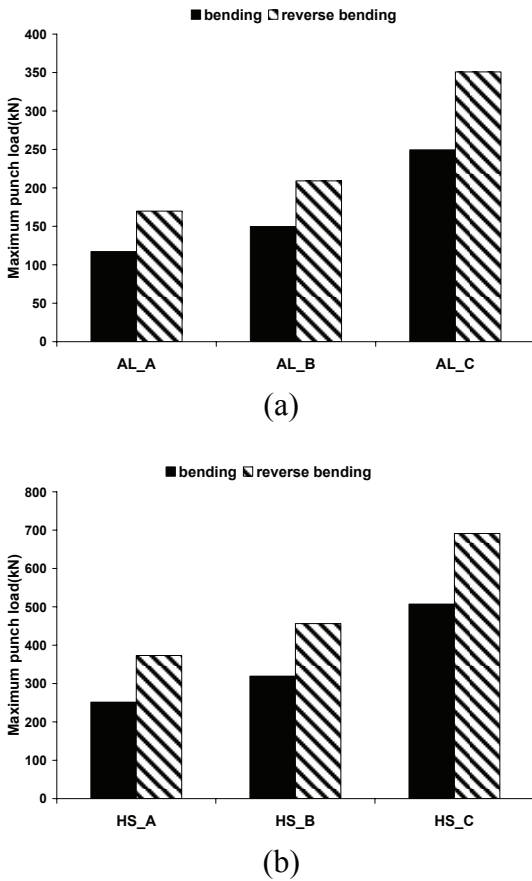 bending reverse bending
400
350
300
250
200
150
100
50
0
Maximum punch load(kN)
AL_A AL_B AL_C
(a)
bending reverse bending
800
700
600
500
400
300
200
100
0
Maximum punch load(kN)
HS_A HS_B HS_C
(b)